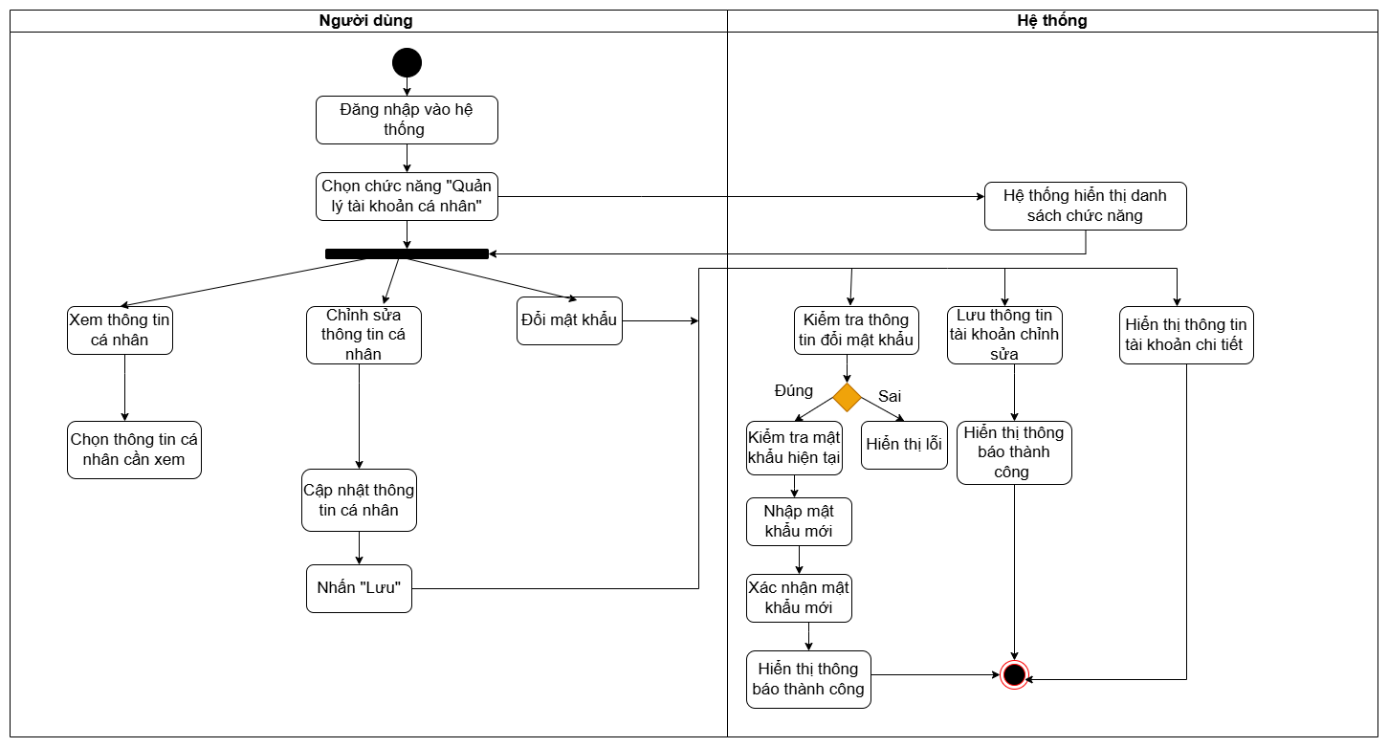 Người dùng
Hệ thống
Đăng nhập vào hệ
thống
Chọn chức năng "Quản
lý tài khoản cá nhân"
Hệ thống hiển thị danh
sách chức năng
Xem thông tin
cá nhân
Chỉnh sửa
thông tin cá
nhân
Đổi mật khẩu
Kiểm tra thông
tin đổi mật khẩu
Lưu thông tin
tài khoản chỉnh
sửa
Hiển thị thông tin
tài khoản chi tiết
Đúng
Sai
Chọn thông tin cá
nhân cần xem
Kiểm tra mật
khẩu hiện tại
Hiển thị lỗi
Hiển thị thông
báo thành
công
Cập nhật thông
tin cá nhân
Nhập mật
khẩu mới
Nhấn "Lưu"
Xác nhận mật
khẩu mới
Hiển thị thông
báo thành công